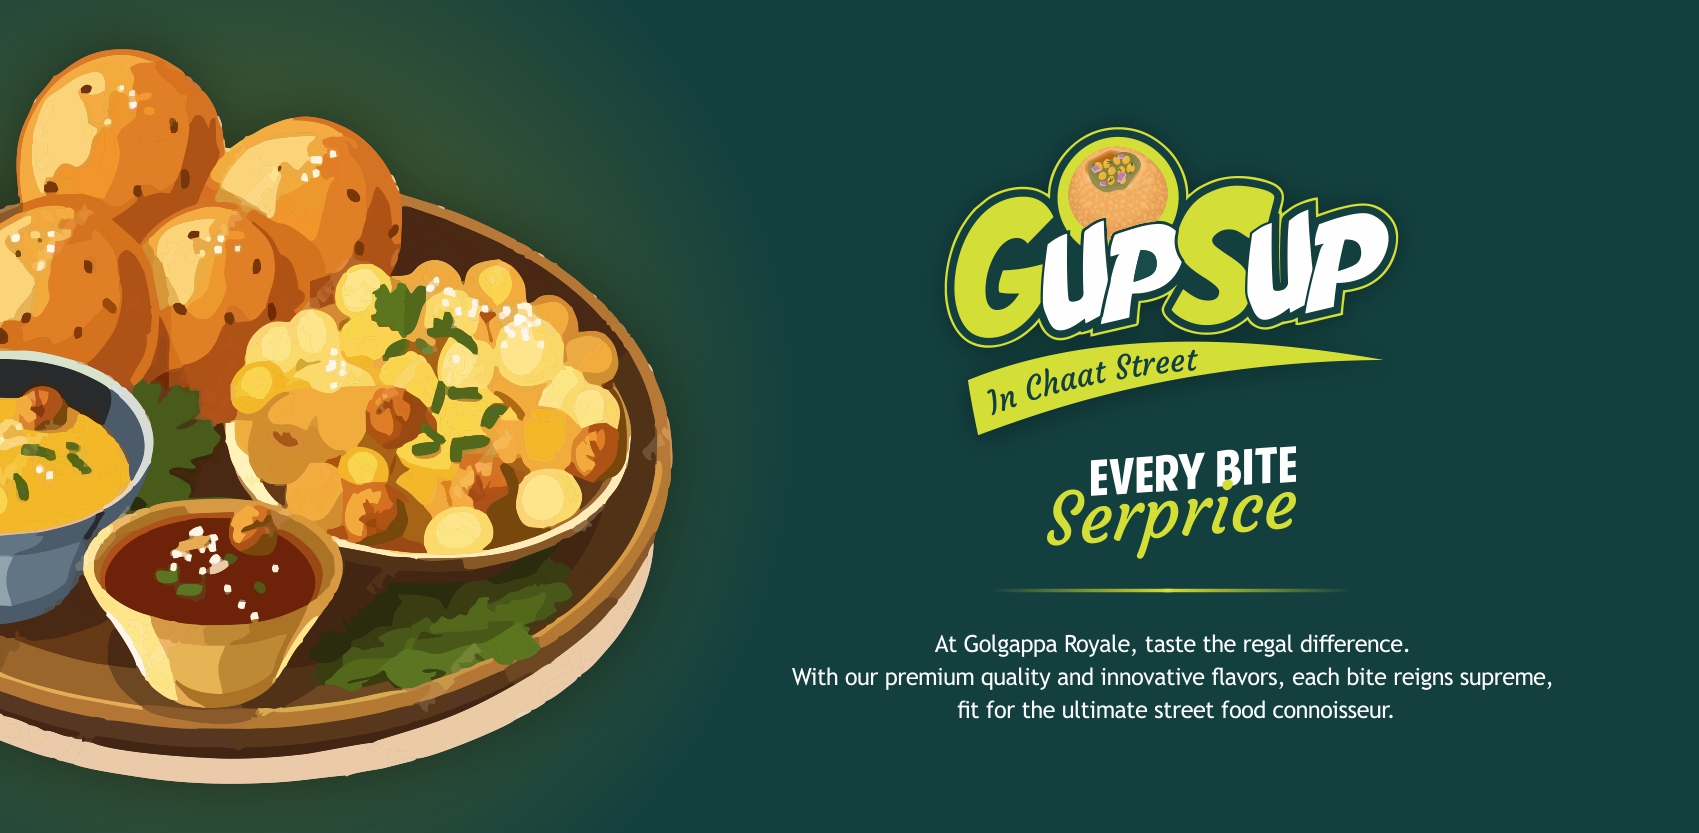 GUPSUP
In Chaat Street
EVERY BITE
Serprice
At Golgappa Royale, taste the regal difference.
With our premium quality and innovative flavors, each bite reigns supreme,
fit for the ultimate street food connoisseur.